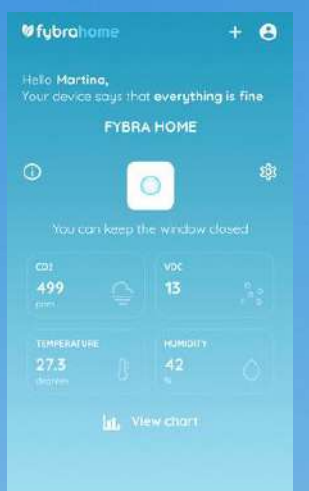 fybrahome
Hello Martina,
Your device says that everything is fine
FYBRA HOME
You can keep the window closed
CO2
499
ppm
VOC
13
TEMPERATURE
27.3
degrees
HUMIDITY
42
%
View chart